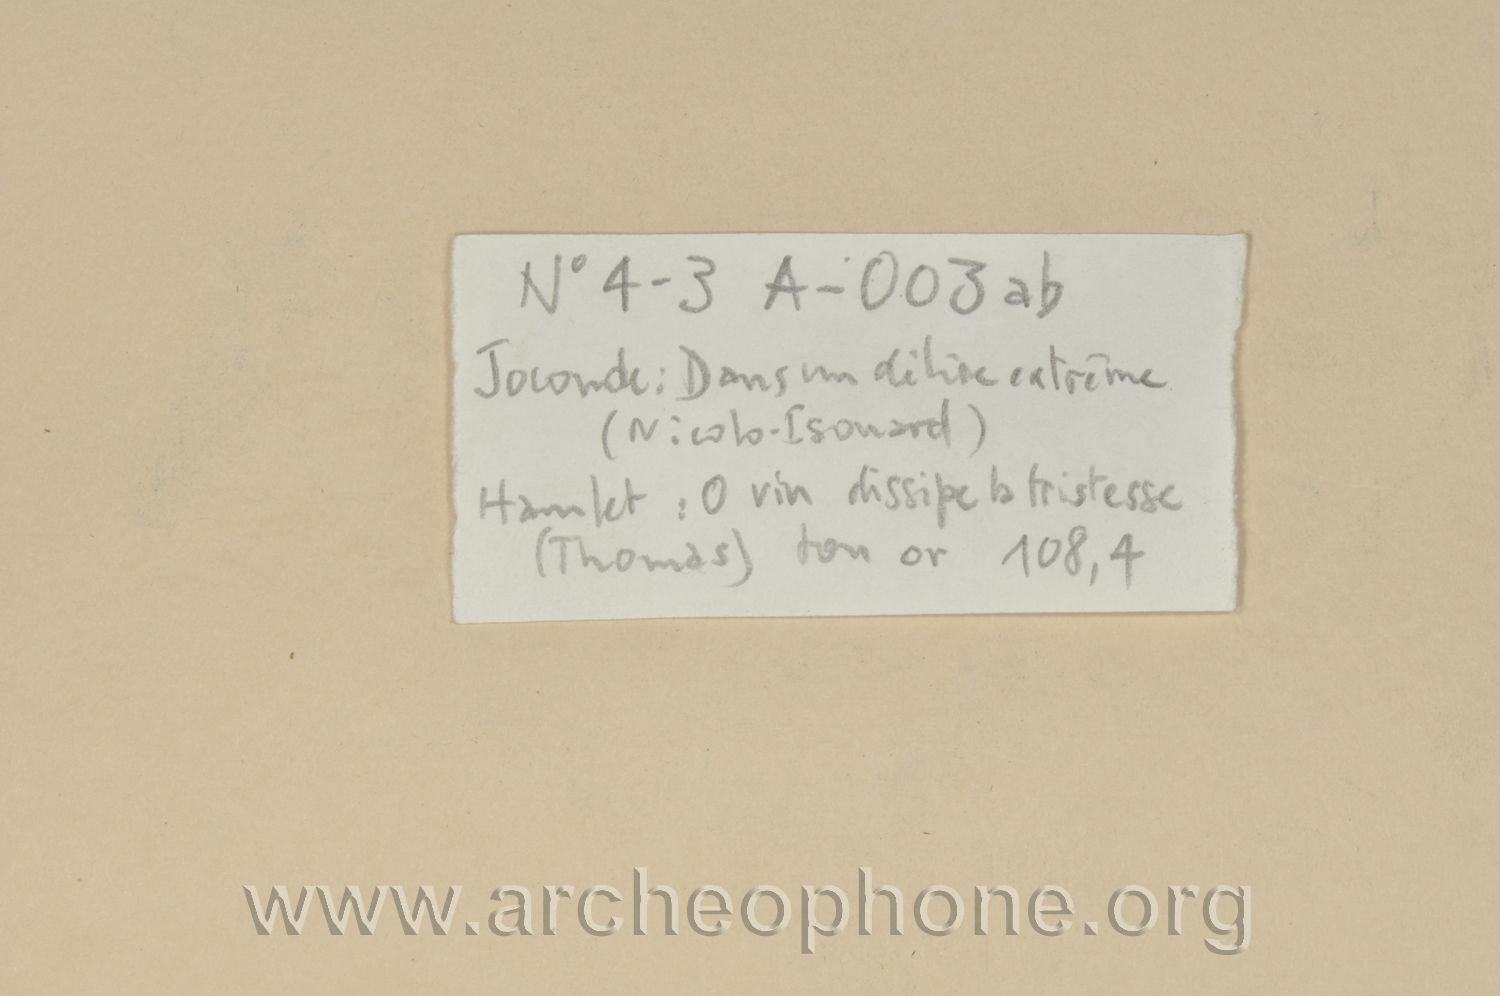 N° 4-3 A-003 ab
Joconde : Dans un délire extrême
(Nicolo-Isouard)
Hamlet : O vin dissipe la tristesse
(Thomas) ton or 108,4
www.archeophone.org